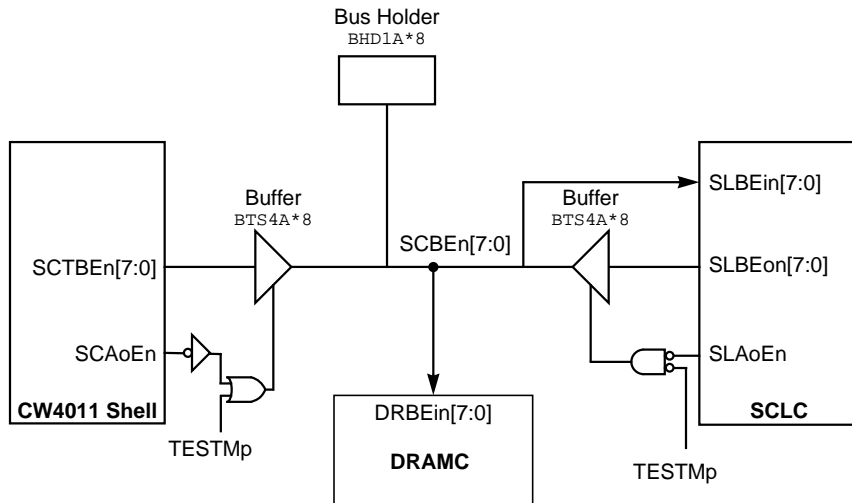 Bus Holder
BHD1A*8
Buffer
BTS4A*8
Buffer
BTS4A*8
SLBEin[7:0]
SCBEn[7:0]
SCTBEn[7:0]
SLBEon[7:0]
SCAoEn
SLAoEn
CW4011 Shell
DRBEin[7:0]
SCLC
TESTMp
DRAMC
TESTMp